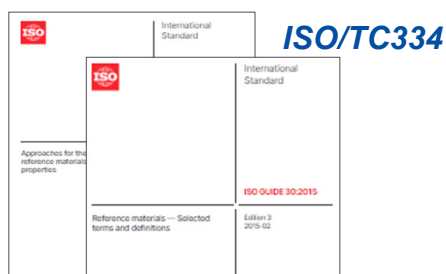 ISO
International
Standard
ISO/TC334
Approaches for the
reference materials
properties
ISO
International
Standard
ISO GUIDE 30:2015
Reference materials — Selected
terms and definitions
Edition 3
2015-02